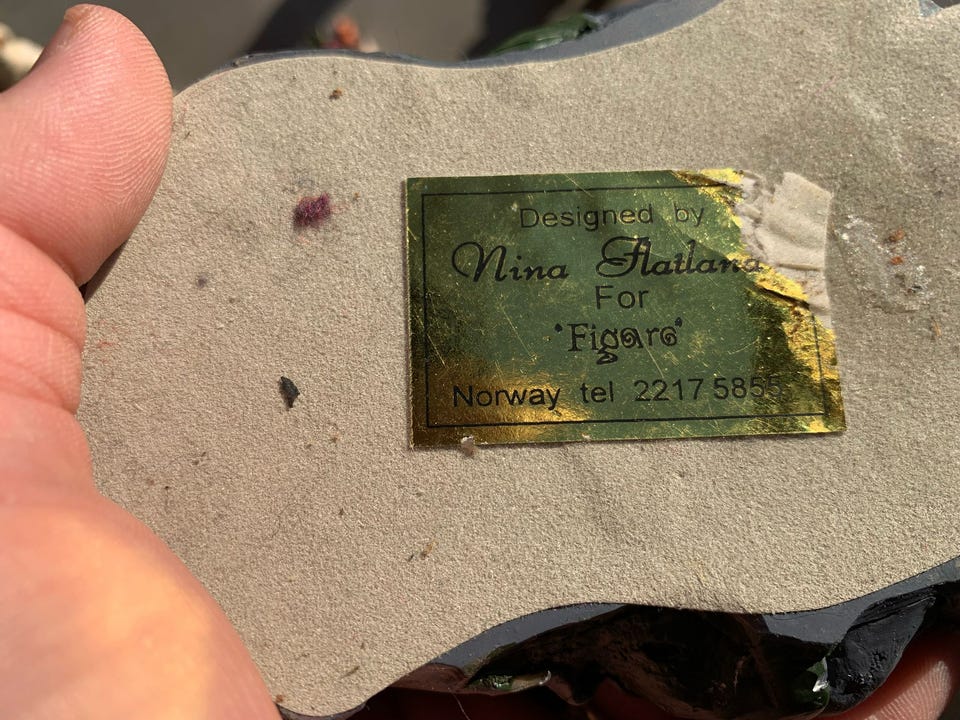 Designed by
Nina Flatland
For
"Figaro"
Norway tel 2217 5855